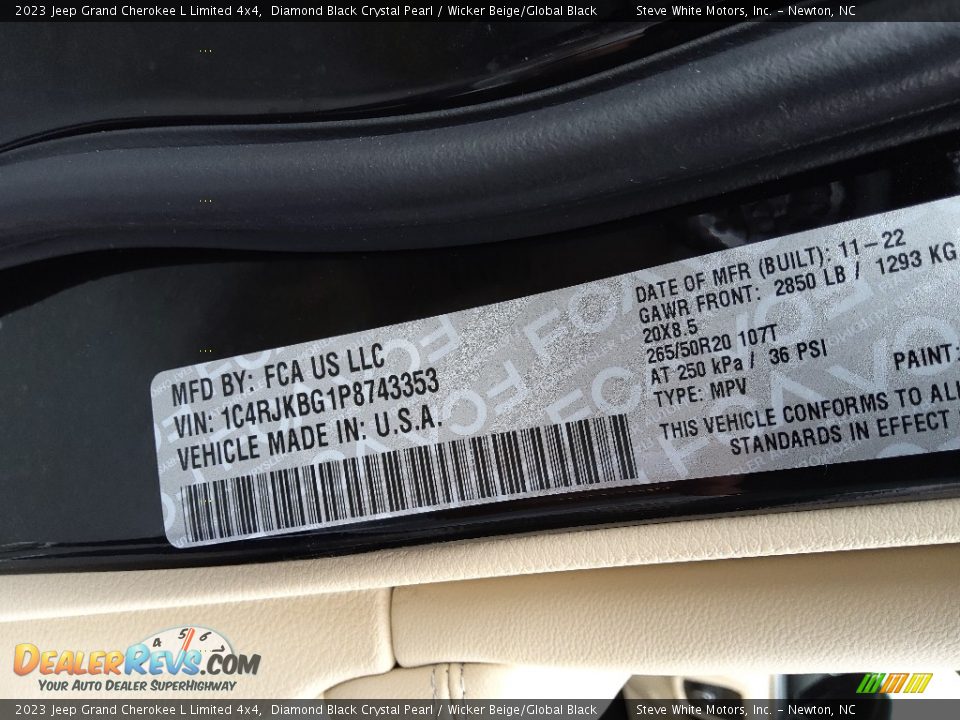 2023 Jeep Grand Cherokee L Limited 4x4, Diamond Black Crystal Pearl / Wicker Beige/Global Black Steve White Motors, Inc. – Newton, NC
MFD BY: FCA US LLC
VIN: 1C4RJKBG1P8743353
VEHICLE MADE IN: U.S.A.
DATE OF MFR (BUILT): 11-22
GAWR FRONT: 2850 LB / 1293 KG
20X8.5
265/50R20 107T
AT 250 kPa / 36 PSI
TYPE: MPV
PAINT:
THIS VEHICLE CONFORMS TO ALL
STANDARDS IN EFFECT
4 5 6
DEALERREVS.COM
YOUR AUTO DEALER SUPERHIGHWAY
2023 Jeep Grand Cherokee L Limited 4x4, Diamond Black Crystal Pearl / Wicker Beige/Global Black Steve White Motors, Inc. – Newton, NC